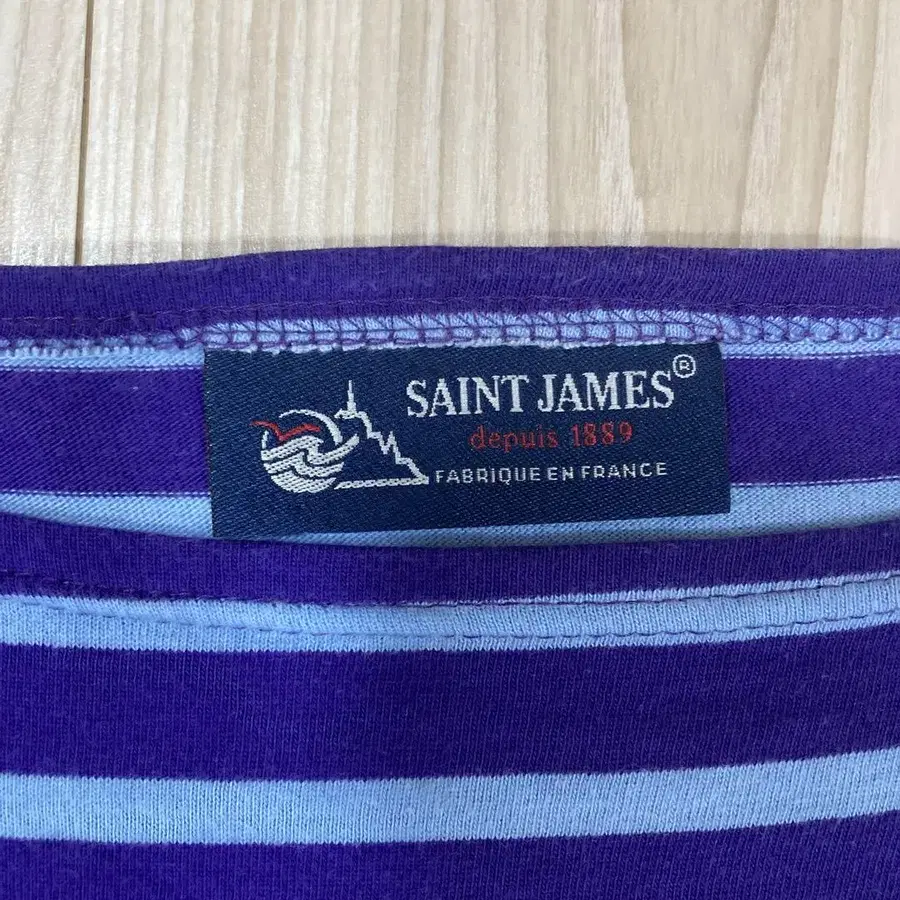 SAINT JAMES®
depuis 1889
FABRIQUE EN FRANCE